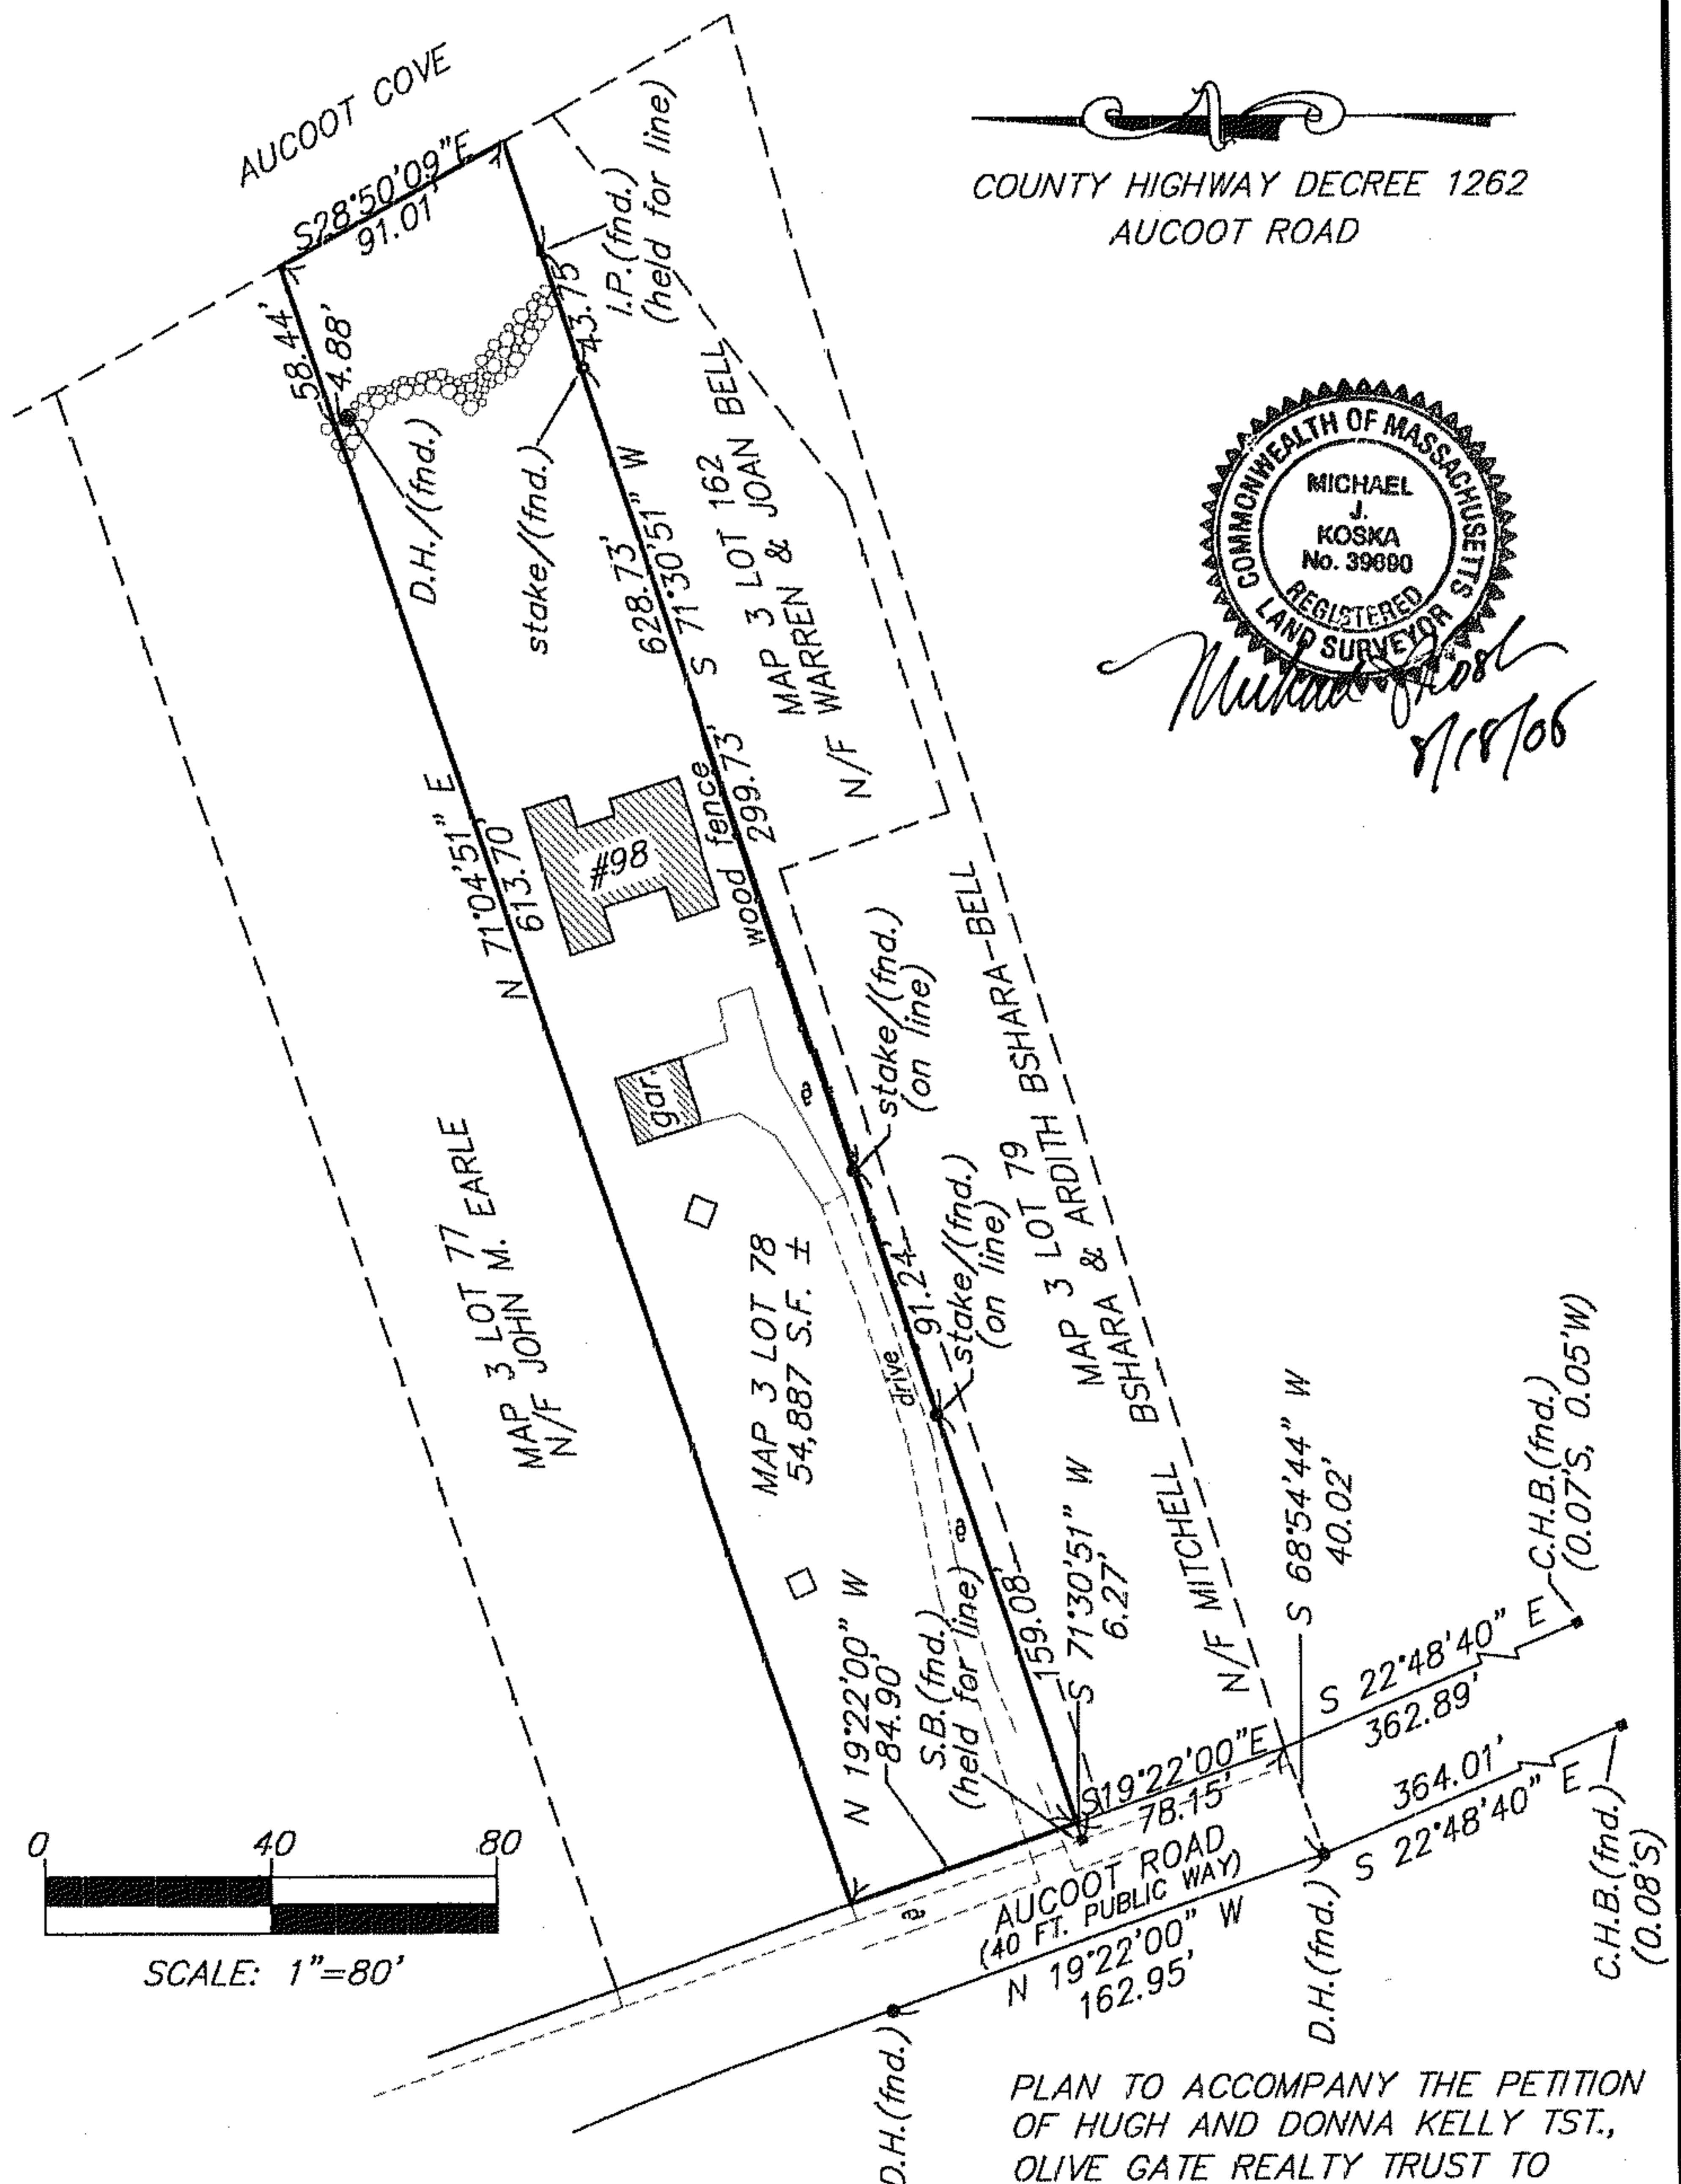 AUCOOT COVE
COUNTY HIGHWAY DECREE 1262
AUCOOT ROAD
S28°50'09"E
91.01'
I.P.(fnd.)
(held for line)
58.44'
4.88'
43.75
D.H./(fnd.)
stake/(fnd.)
628.73'
S 71°30'51" W
MAP 3 LOT 162
WARREN & JOAN BELL
N/F
COMMONWEALTH OF MASSACHUSETTS
MICHAEL
J.
KOSKA
No. 39690
REGISTERED
LAND SURVEYOR
8/18/06
N 71°04'51" E
613.70'
#98
wood fence
299.73'
gar.
stake/(fnd.)
(on line)
MAP 3 LOT 77
N/F JOHN M. EARLE
MAP 3 LOT 78
54,887 S.F. ±
91.24'
drive
stake/(fnd.)
(on line)
MAP 3 LOT 79
BSHARA & ARDITH BSHARA-BELL
N/F MITCHELL BSHARA
N 19°22'00" W
84.90'
S.B.(fnd.)
(held for line)
159.08'
S 71°30'51" W
6.27'
S 68°54'44" W
40.02'
C.H.B.(fnd.)
(0.07'S, 0.05'W)
S19°22'00"E
78.15'
S 22°48'40" E
362.89'
364.01'
S 22°48'40" E
C.H.B.(fnd.)
(0.08'S)
AUCOOT ROAD
(40 FT. PUBLIC WAY)
N 19°22'00" W
162.95'
D.H.(fnd.)
D.H.(fnd.)
0 40 80
SCALE: 1"=80'
PLAN TO ACCOMPANY THE PETITION
OF HUGH AND DONNA KELLY TST.,
OLIVE GATE REALTY TRUST TO